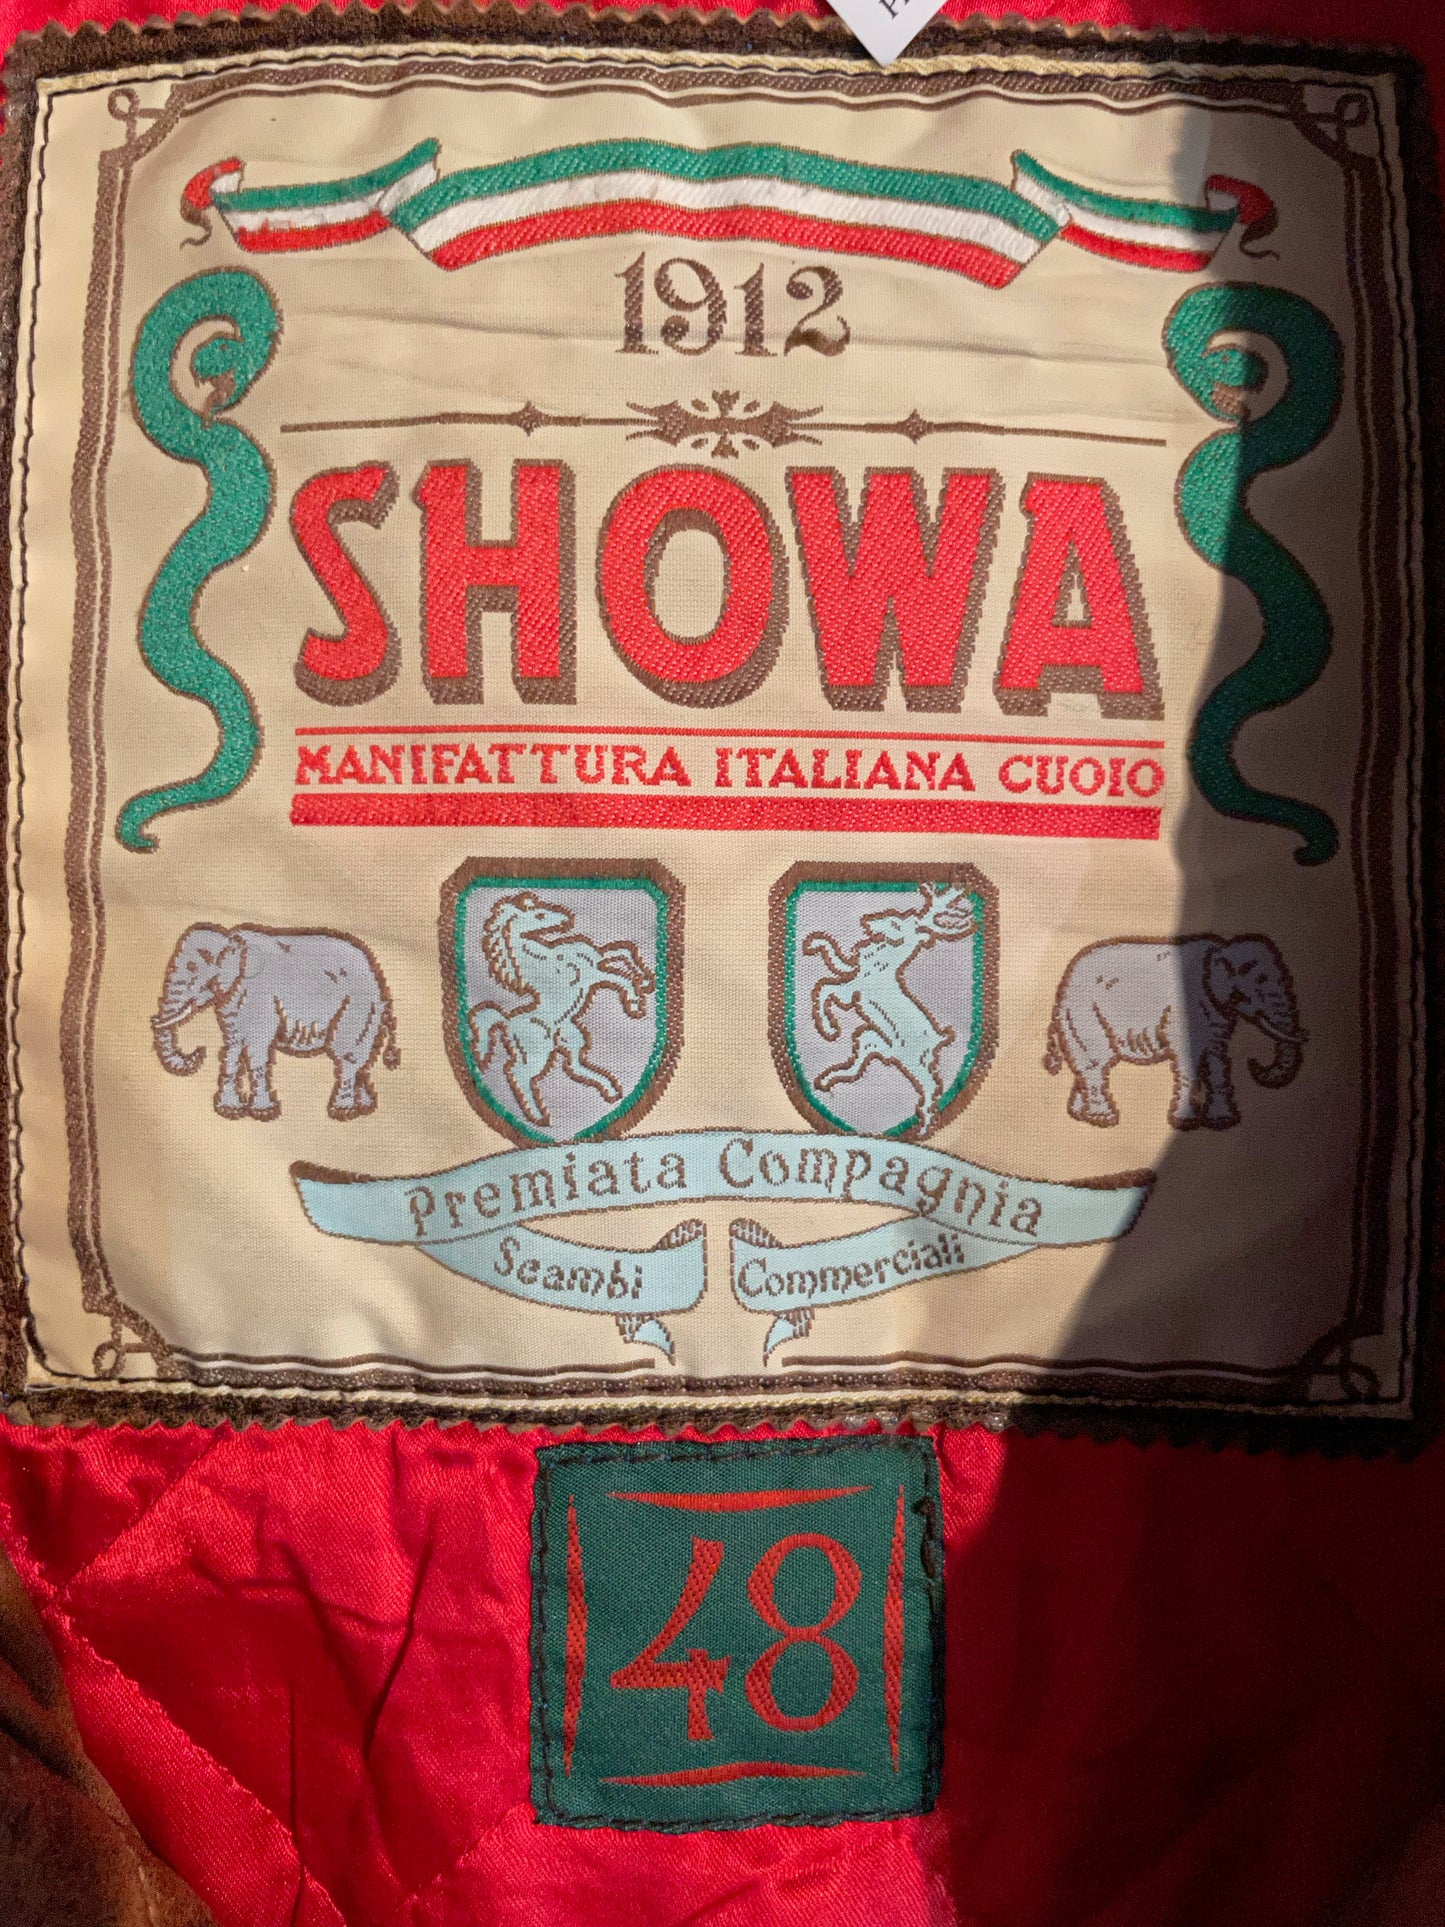 1912
SHOWA
MANIFATTURA ITALIANA CUOIO
Premiata Compagnia
Scambi Commerciali
48